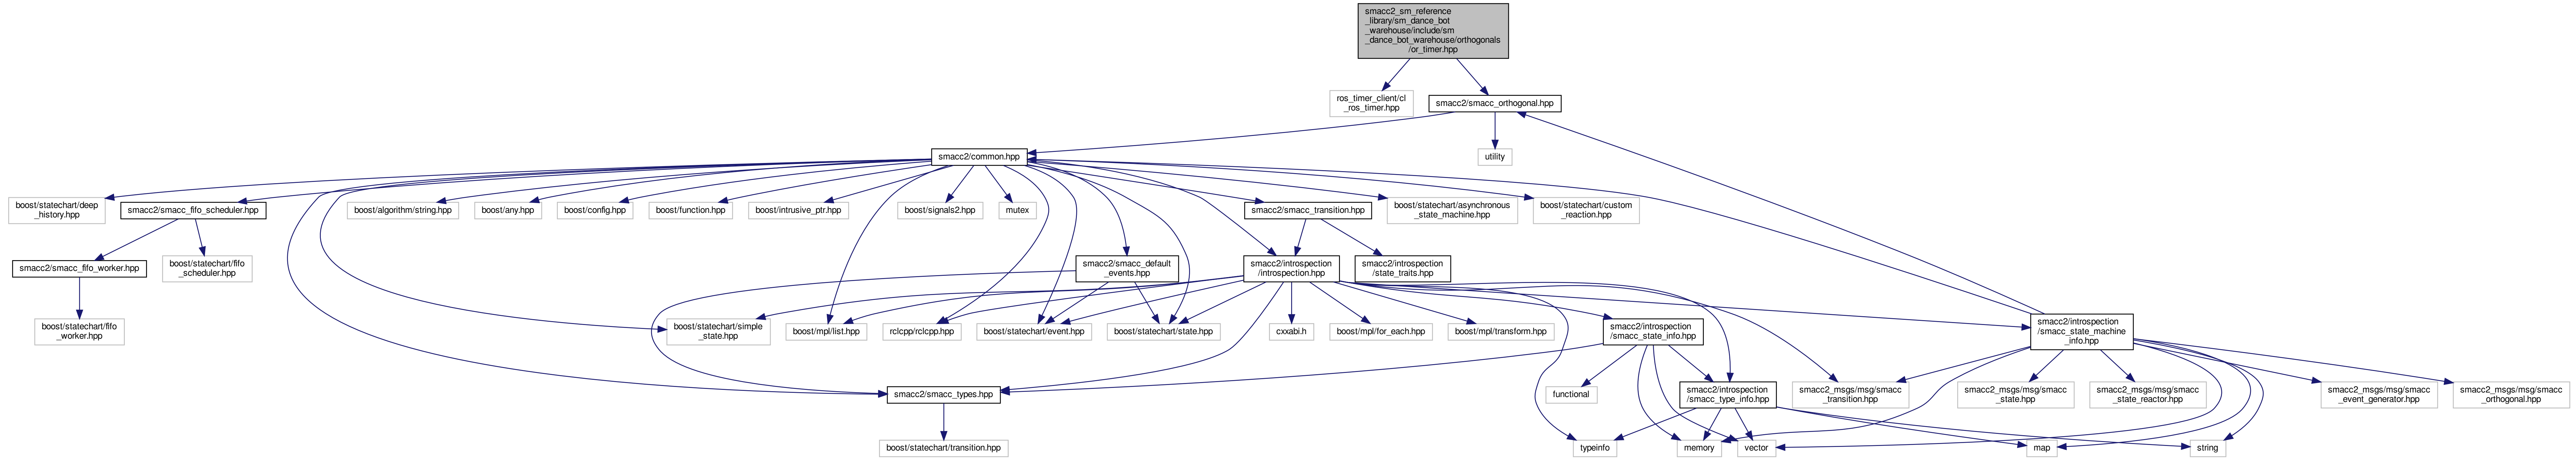 smacc2_sm_reference
_library/sm_dance_bot
_warehouse/include/sm
_dance_bot_warehouse/orthogonals
/or_timer.hpp
ros_timer_client/cl
_ros_timer.hpp
smacc2/smacc_orthogonal.hpp
smacc2/common.hpp
utility
boost/statechart/deep
_history.hpp
smacc2/smacc_fifo_scheduler.hpp
boost/algorithm/string.hpp
boost/any.hpp
boost/config.hpp
boost/function.hpp
boost/intrusive_ptr.hpp
boost/signals2.hpp
mutex
smacc2/smacc_transition.hpp
boost/statechart/asynchronous
_state_machine.hpp
boost/statechart/custom
_reaction.hpp
smacc2/smacc_fifo_worker.hpp
boost/statechart/fifo
_scheduler.hpp
smacc2/smacc_default
_events.hpp
smacc2/introspection
/introspection.hpp
smacc2/introspection
/state_traits.hpp
boost/statechart/fifo
_worker.hpp
boost/statechart/simple
_state.hpp
boost/mpl/list.hpp
rclcpp/rclcpp.hpp
boost/statechart/event.hpp
boost/statechart/state.hpp
cxxabi.h
boost/mpl/for_each.hpp
boost/mpl/transform.hpp
smacc2/introspection
/smacc_state_info.hpp
smacc2/introspection
/smacc_state_machine
_info.hpp
smacc2/smacc_types.hpp
functional
smacc2/introspection
/smacc_type_info.hpp
smacc2_msgs/msg/smacc
_transition.hpp
smacc2_msgs/msg/smacc
_state.hpp
smacc2_msgs/msg/smacc
_state_reactor.hpp
smacc2_msgs/msg/smacc
_event_generator.hpp
smacc2_msgs/msg/smacc
_orthogonal.hpp
boost/statechart/transition.hpp
typeinfo
memory
vector
map
string